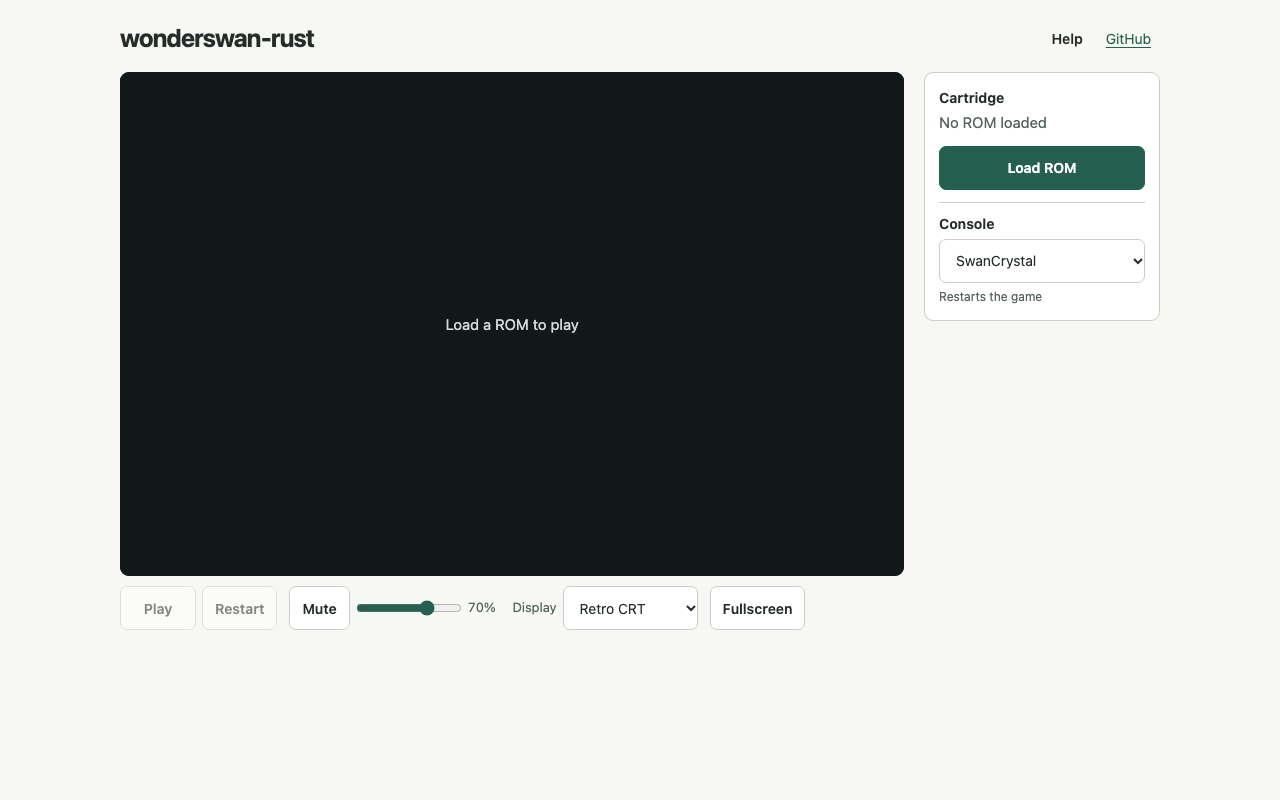 wonderswan-rust
Help GitHub
Load a ROM to play
Cartridge
No ROM loaded
Load ROM
Console
SwanCrystal
Restarts the game
Play Restart Mute 70% Display Retro CRT Fullscreen